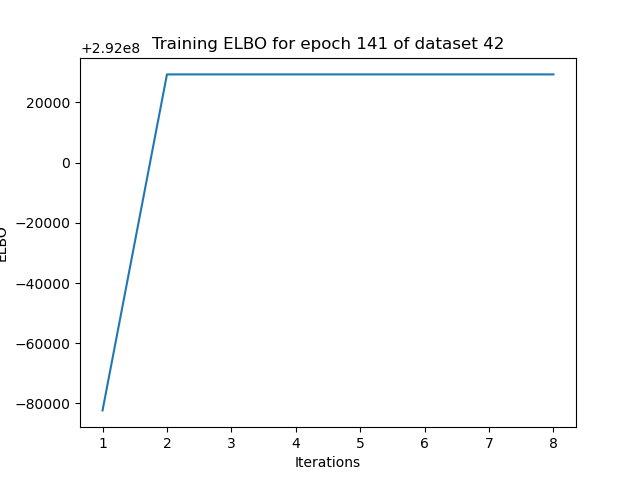 +2.92e8
Training ELBO for epoch 141 of dataset 42
20000
0
−20000
−40000
−60000
−80000
ELBO
1 2 3 4 5 6 7 8
Iterations